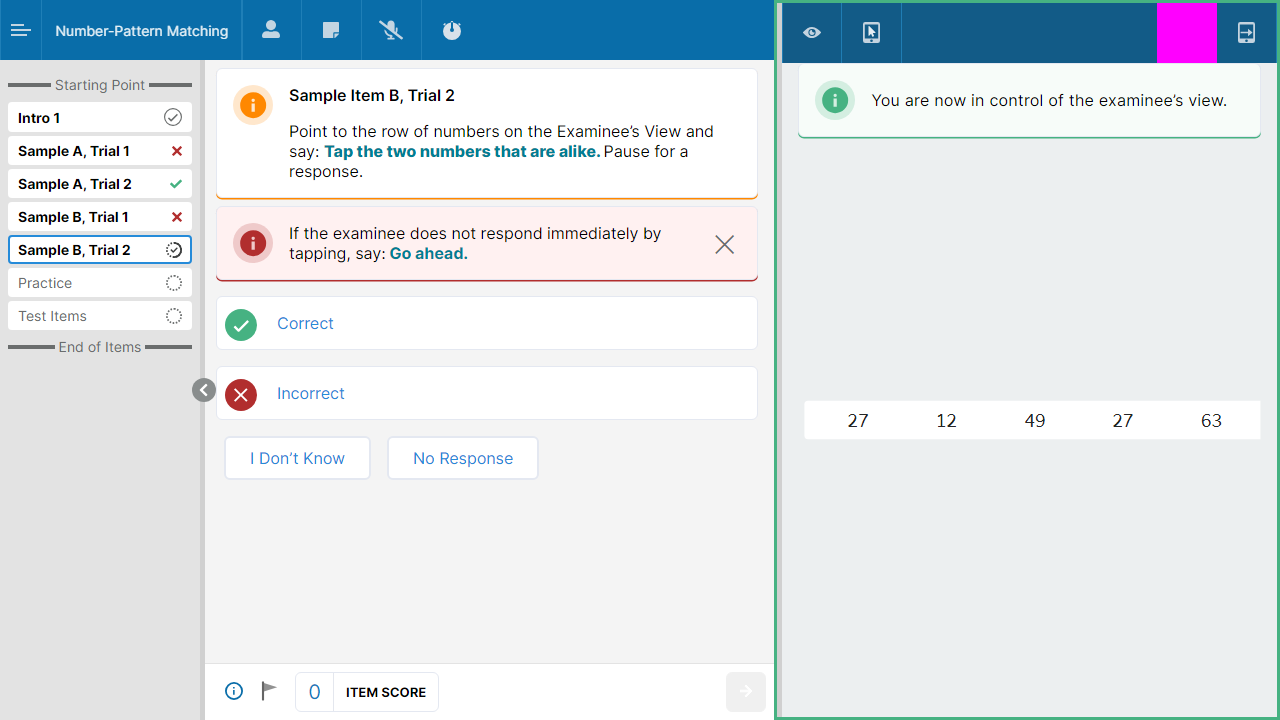 Number-Pattern Matching
Starting Point
Intro 1
Sample A, Trial 1
Sample A, Trial 2
Sample B, Trial 1
Sample B, Trial 2
Practice
Test Items
End of Items
Sample Item B, Trial 2
Point to the row of numbers on the Examinee’s View and
say: Tap the two numbers that are alike. Pause for a
response.
If the examinee does not respond immediately by
tapping, say: Go ahead.
Correct
Incorrect
I Don’t Know
No Response
0 ITEM SCORE
You are now in control of the examinee’s view.
27 12 49 27 63